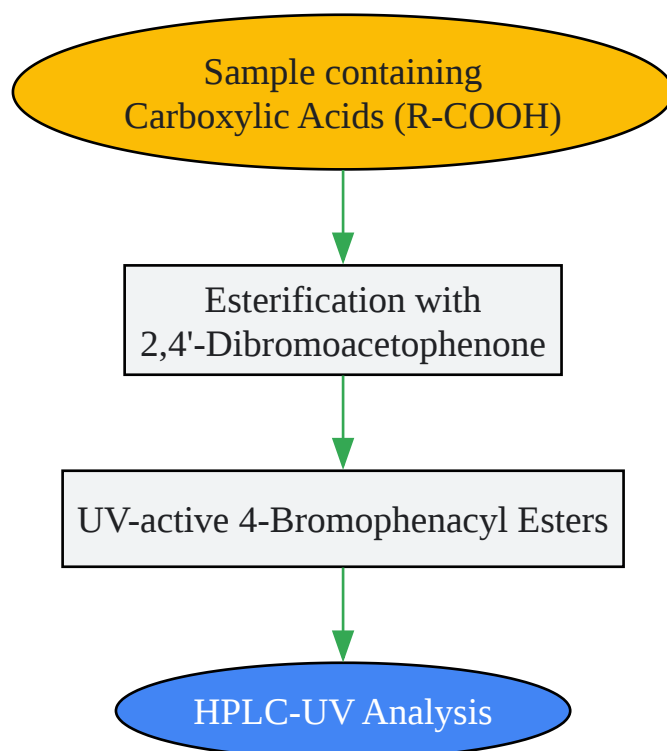 Sample containing
Carboxylic Acids (R-COOH)
Esterification with
2,4'-Dibromoacetophenone
UV-active 4-Bromophenacyl Esters
HPLC-UV Analysis